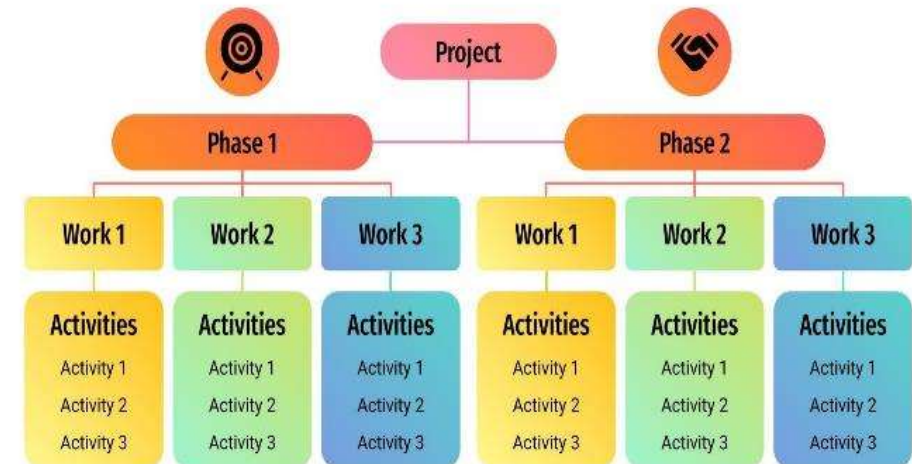 Project
Phase 1
Phase 2
Work 1
Work 2
Work 3
Work 1
Work 2
Work 3
Activities
Activity 1
Activity 2
Activity 3
Activities
Activity 1
Activity 2
Activity 3
Activities
Activity 1
Activity 2
Activity 3
Activities
Activity 1
Activity 2
Activity 3
Activities
Activity 1
Activity 2
Activity 3
Activities
Activity 1
Activity 2
Activity 3